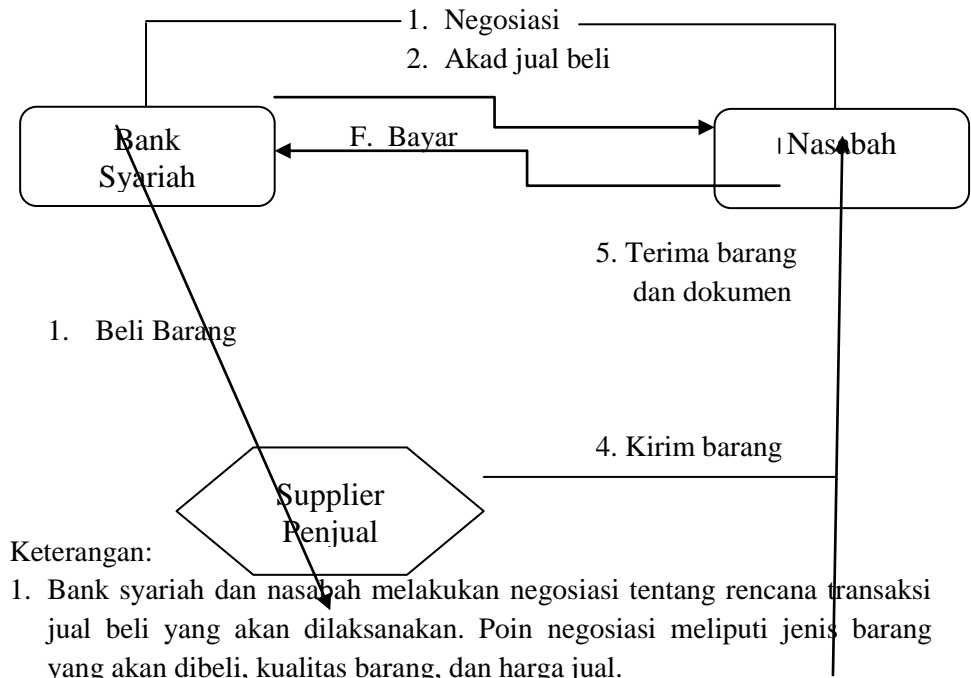 1. Negosiasi
2. Akad jual beli
Bank
Syariah
F. Bayar
Nasabah
5. Terima barang
dan dokumen
1. Beli Barang
4. Kirim barang
Supplier
Penjual
Keterangan:
1. Bank syariah dan nasabah melakukan negosiasi tentang rencana transaksi
jual beli yang akan dilaksanakan. Poin negosiasi meliputi jenis barang
yang akan dibeli, kualitas barang, dan harga jual.